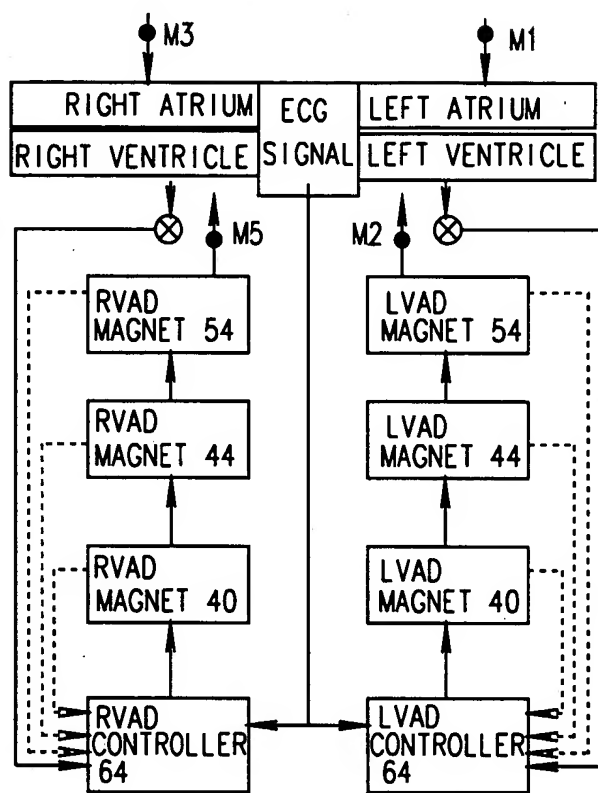 M3
M1
RIGHT ATRIUM
ECG SIGNAL
LEFT ATRIUM
RIGHT VENTRICLE
LEFT VENTRICLE
M5
M2
RVAD
MAGNET 54
LVAD
MAGNET 54
RVAD
MAGNET 44
LVAD
MAGNET 44
RVAD
MAGNET 40
LVAD
MAGNET 40
RVAD
CONTROLLER
64
LVAD
CONTROLLER
64